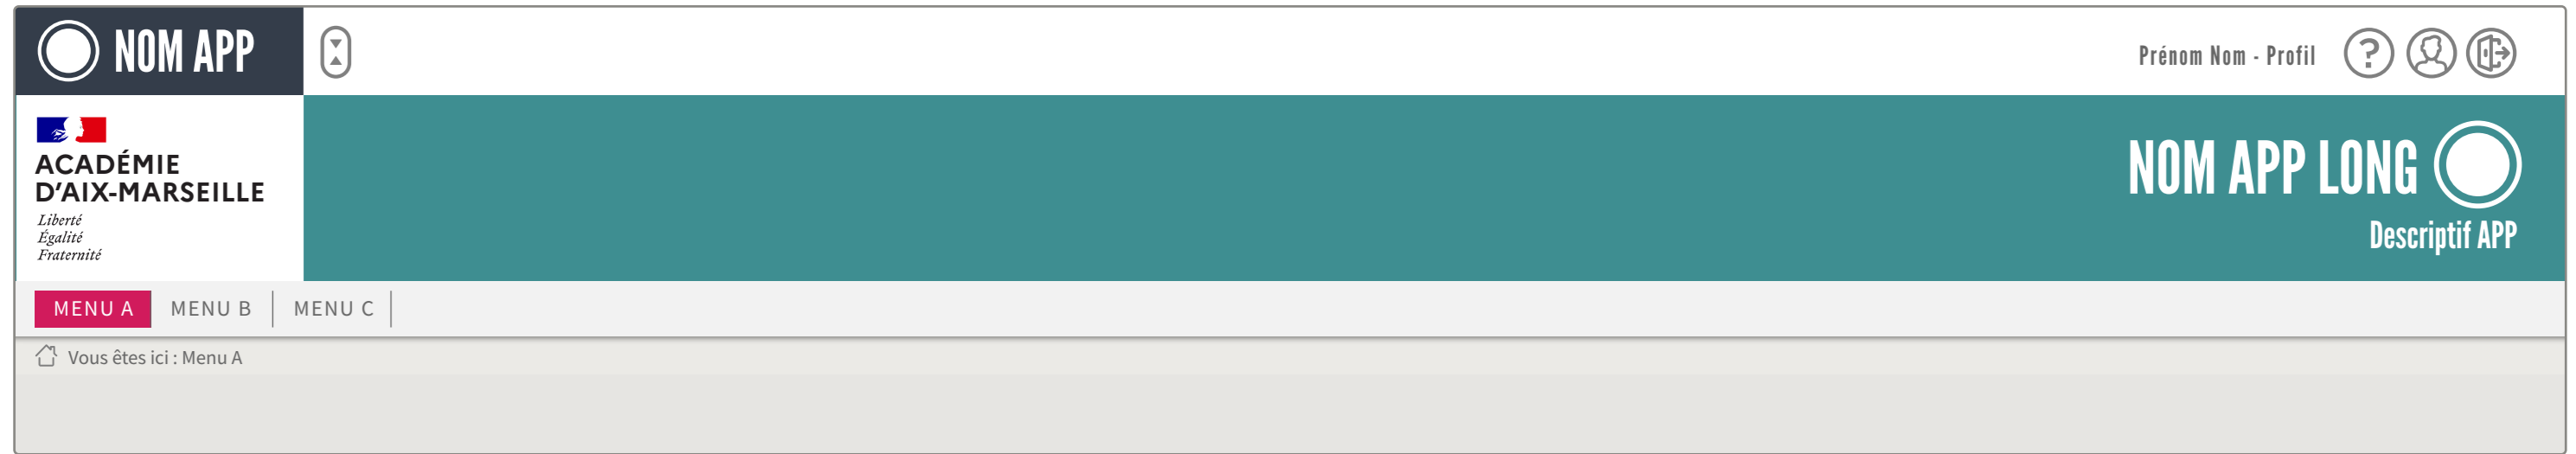 NOM APP
Prénom Nom - Profil
?
ACADÉMIE
D'AIX-MARSEILLE
Liberté
Égalité
Fraternité
NOM APP LONG
Descriptif APP
MENU A MENU B MENU C
Vous êtes ici : Menu A